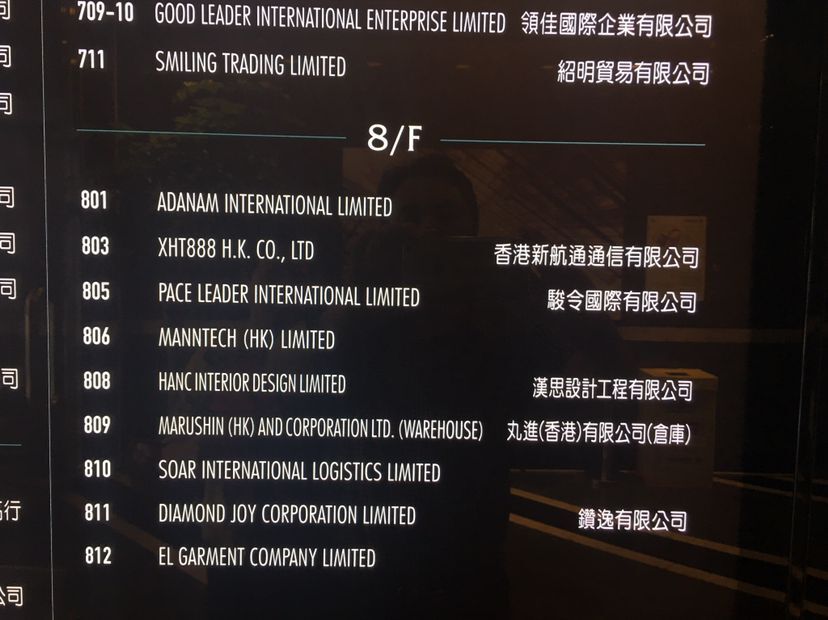 709-10 GOOD LEADER INTERNATIONAL ENTERPRISE LIMITED 領佳國際企業有限公司
711 SMILING TRADING LIMITED 紹明貿易有限公司
8/F
801 ADANAM INTERNATIONAL LIMITED
803 XHT888 H.K. CO., LTD 香港新航通通信有限公司
805 PACE LEADER INTERNATIONAL LIMITED 駿令國際有限公司
806 MANNTECH (HK) LIMITED
808 HANC INTERIOR DESIGN LIMITED 漢思設計工程有限公司
809 MARUSHIN (HK) AND CORPORATION LTD. (WAREHOUSE) 丸進(香港)有限公司(倉庫)
810 SOAR INTERNATIONAL LOGISTICS LIMITED
811 DIAMOND JOY CORPORATION LIMITED 鑽逸有限公司
812 EL GARMENT COMPANY LIMITED